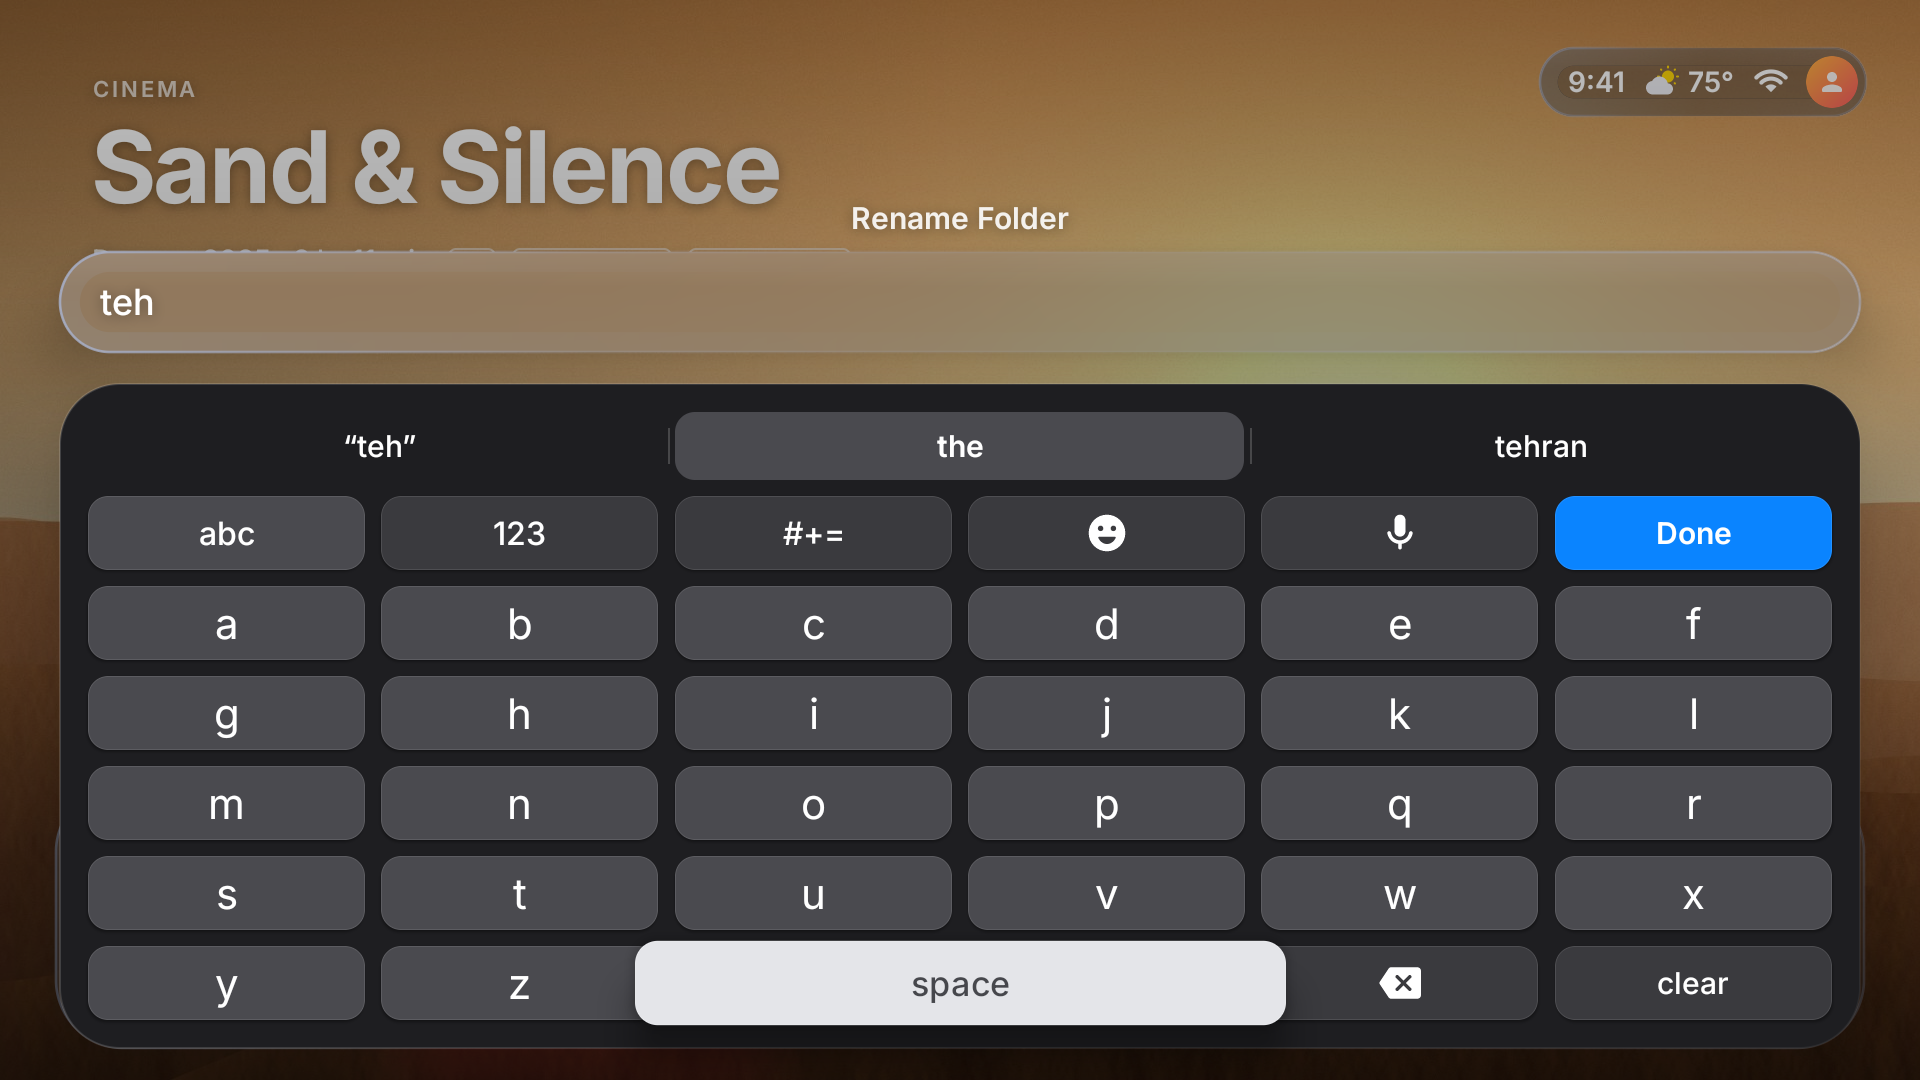 CINEMA
Sand & Silence
9:41 75°
Rename Folder
teh
“teh” the tehran
abc 123 #+= Done
a b c d e f
g h i j k l
m n o p q r
s t u v w x
y z space clear